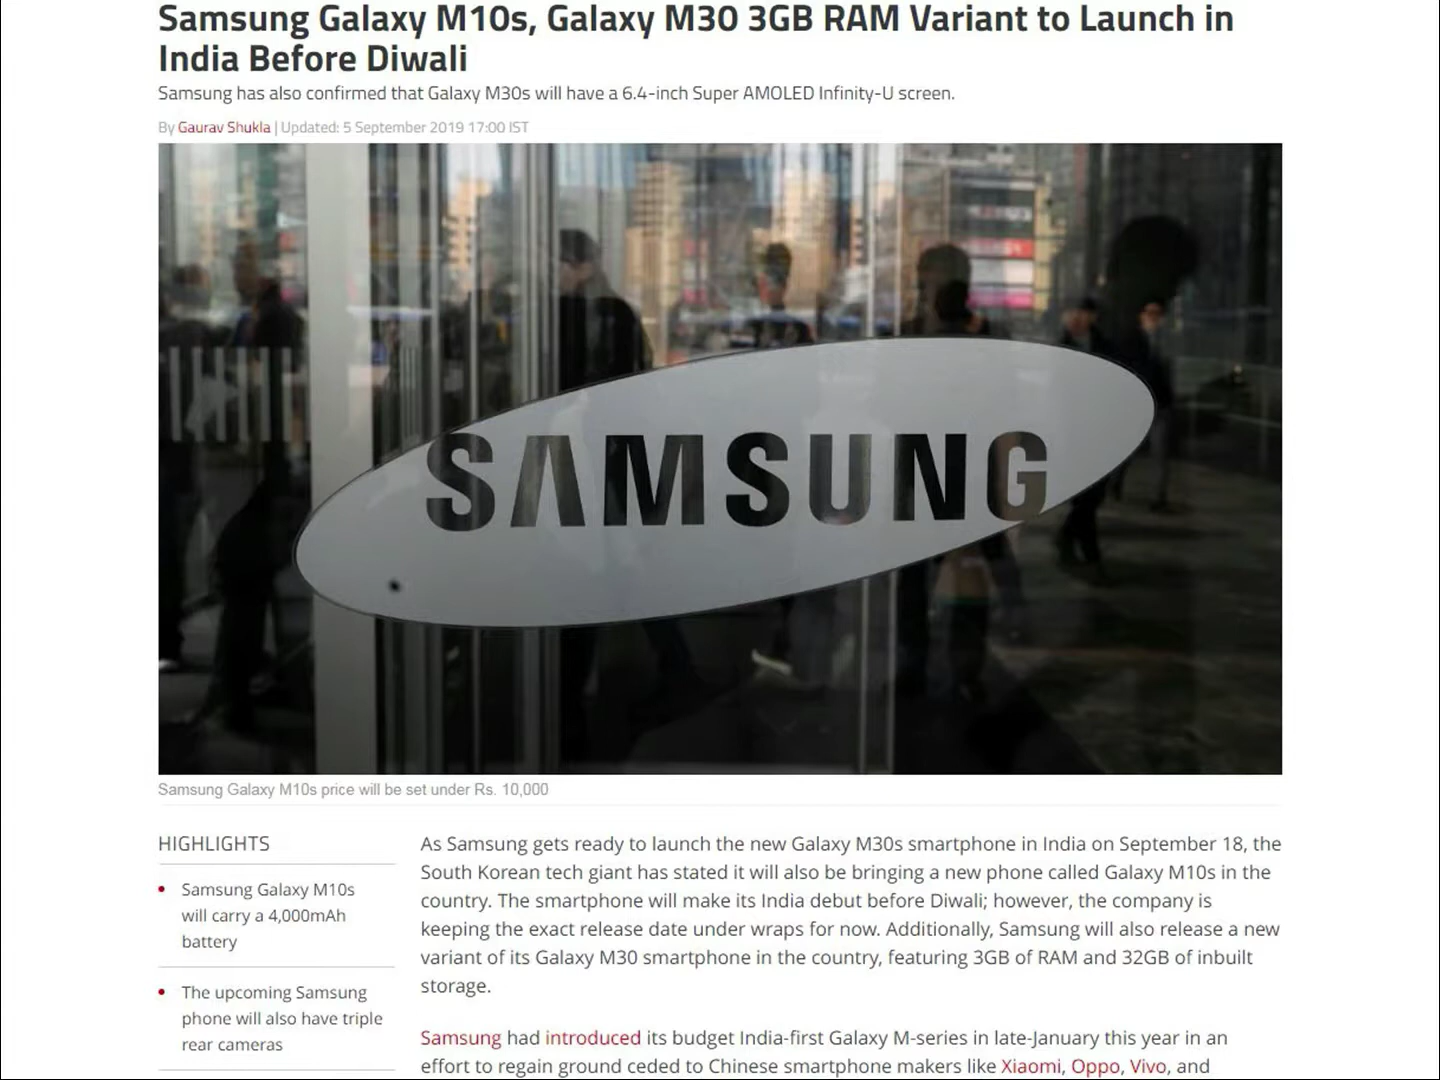 Samsung Galaxy M10s, Galaxy M30 3GB RAM Variant to Launch in
India Before Diwali
Samsung has also confirmed that Galaxy M30s will have a 6.4-inch Super AMOLED Infinity-U screen.
By Gaurav Shukla | Updated: 5 September 2019 17:00 IST
SAMSUNG
Samsung Galaxy M10s price will be set under Rs. 10,000
HIGHLIGHTS
Samsung Galaxy M10s
will carry a 4,000mAh
battery
The upcoming Samsung
phone will also have triple
rear cameras
As Samsung gets ready to launch the new Galaxy M30s smartphone in India on September 18, the
South Korean tech giant has stated it will also be bringing a new phone called Galaxy M10s in the
country. The smartphone will make its India debut before Diwali; however, the company is
keeping the exact release date under wraps for now. Additionally, Samsung will also release a new
variant of its Galaxy M30 smartphone in the country, featuring 3GB of RAM and 32GB of inbuilt
storage.
Samsung had introduced its budget India-first Galaxy M-series in late-January this year in an
effort to regain ground ceded to Chinese smartphone makers like Xiaomi, Oppo, Vivo, and